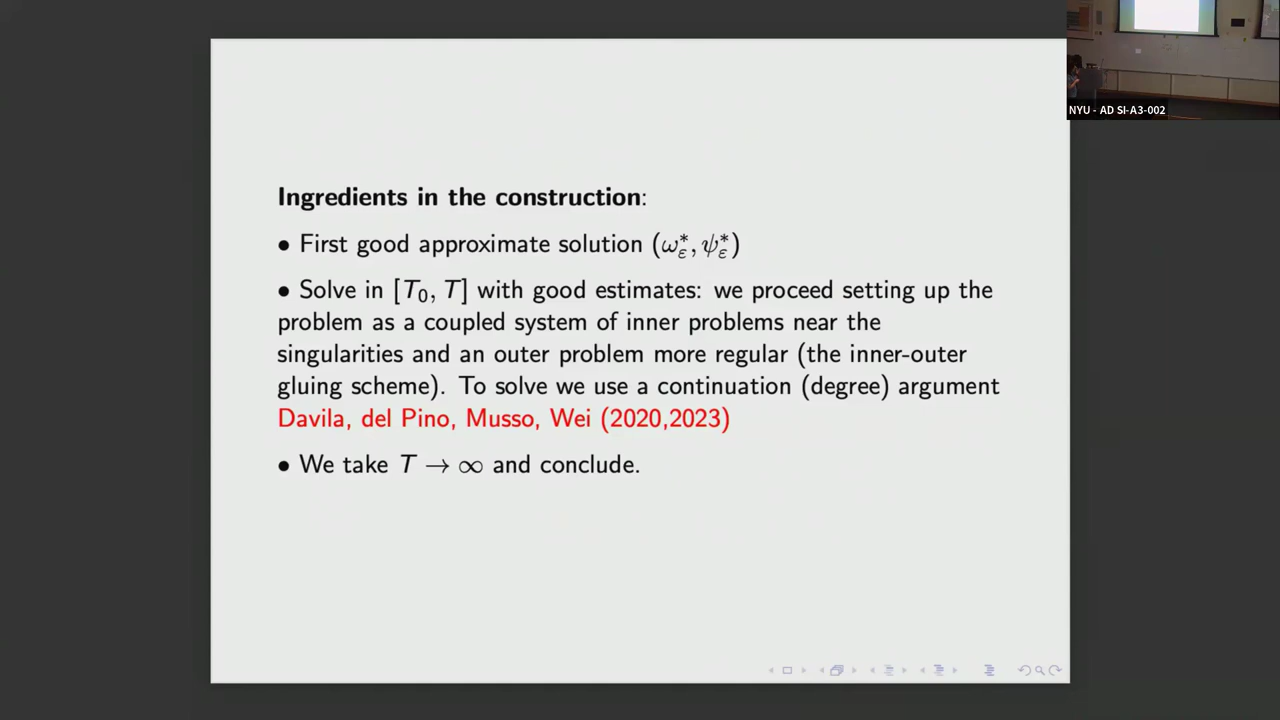 Ingredients in the construction:
• First good approximate solution (ω*ε, ψ*ε)
• Solve in [T₀, T] with good estimates: we proceed setting up the
problem as a coupled system of inner problems near the
singularities and an outer problem more regular (the inner-outer
gluing scheme). To solve we use a continuation (degree) argument
Davila, del Pino, Musso, Wei (2020,2023)
• We take T → ∞ and conclude.
NYU - AD SI-A3-002